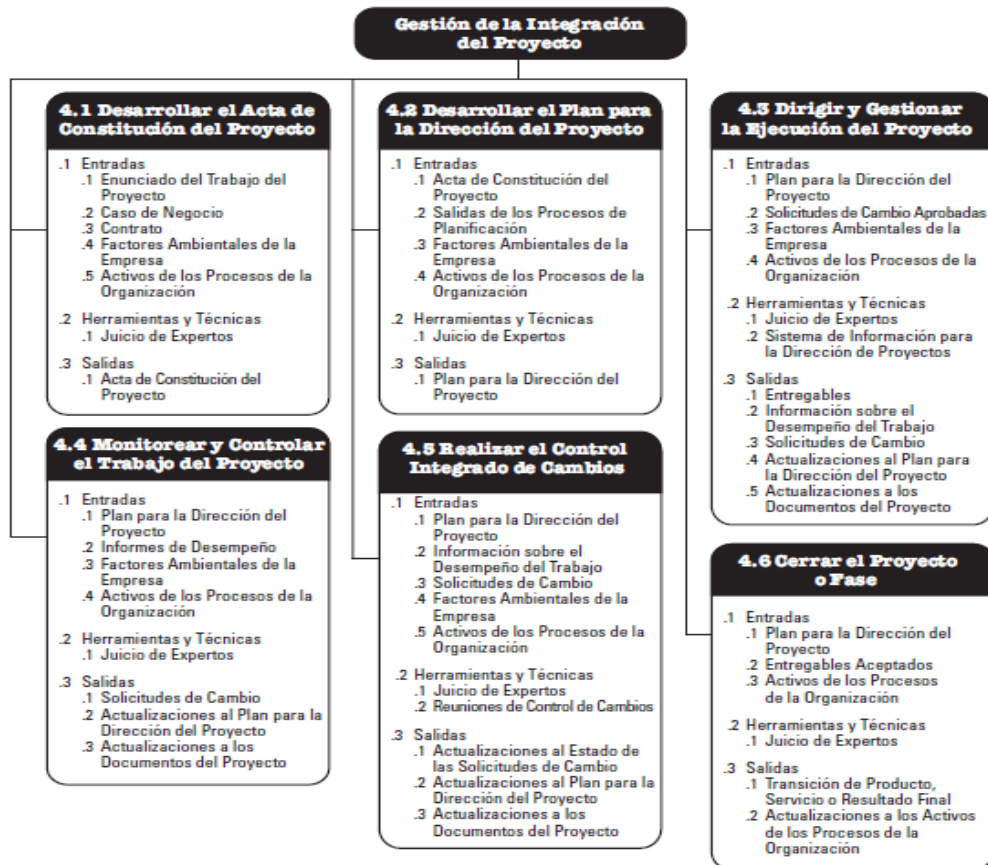 Gestión de la Integración
del Proyecto
4.1 Desarrollar el Acta de
Constitución del Proyecto
.1 Entradas
.1 Enunciado del Trabajo del
Proyecto
.2 Caso de Negocio
.3 Contrato
.4 Factores Ambientales de la
Empresa
.5 Activos de los Procesos de la
Organización
.2 Herramientas y Técnicas
.1 Juicio de Expertos
.3 Salidas
.1 Acta de Constitución del
Proyecto
4.2 Desarrollar el Plan para
la Dirección del Proyecto
.1 Entradas
.1 Acta de Constitución del
Proyecto
.2 Salidas de los Procesos de
Planificación
.3 Factores Ambientales de la
Empresa
.4 Activos de los Procesos de la
Organización
.2 Herramientas y Técnicas
.1 Juicio de Expertos
.3 Salidas
.1 Plan para la Dirección del
Proyecto
4.3 Dirigir y Gestionar
la Ejecución del Proyecto
.1 Entradas
.1 Plan para la Dirección del
Proyecto
.2 Solicitudes de Cambio Aprobadas
.3 Factores Ambientales de la
Empresa
.4 Activos de los Procesos de la
Organización
.2 Herramientas y Técnicas
.1 Juicio de Expertos
.2 Sistema de Información para
la Dirección de Proyectos
.3 Salidas
.1 Entregables
.2 Información sobre el
Desempeño del Trabajo
.3 Solicitudes de Cambio
.4 Actualizaciones al Plan para
la Dirección del Proyecto
.5 Actualizaciones a los
Documentos del Proyecto
4.4 Monitorear y Controlar
el Trabajo del Proyecto
.1 Entradas
.1 Plan para la Dirección del
Proyecto
.2 Informes de Desempeño
.3 Factores Ambientales de la
Empresa
.4 Activos de los Procesos de la
Organización
.2 Herramientas y Técnicas
.1 Juicio de Expertos
.3 Salidas
.1 Solicitudes de Cambio
.2 Actualizaciones al Plan para la
Dirección del Proyecto
.3 Actualizaciones a los
Documentos del Proyecto
4.5 Realizar el Control
Integrado de Cambios
.1 Entradas
.1 Plan para la Dirección del
Proyecto
.2 Información sobre el
Desempeño del Trabajo
.3 Solicitudes de Cambio
.4 Factores Ambientales de la
Empresa
.5 Activos de los Procesos de la
Organización
.2 Herramientas y Técnicas
.1 Juicio de Expertos
.2 Reuniones de Control de Cambios
.3 Salidas
.1 Actualizaciones al Estado de
las Solicitudes de Cambio
.2 Actualizaciones al Plan para la
Dirección del Proyecto
.3 Actualizaciones a los
Documentos del Proyecto
4.6 Cerrar el Proyecto
o Fase
.1 Entradas
.1 Plan para la Dirección del
Proyecto
.2 Entregables Aceptados
.3 Activos de los Procesos
de la Organización
.2 Herramientas y Técnicas
.1 Juicio de Expertos
.3 Salidas
.1 Transición de Producto,
Servicio o Resultado Final
.2 Actualizaciones a los Activos
de los Procesos de la
Organización